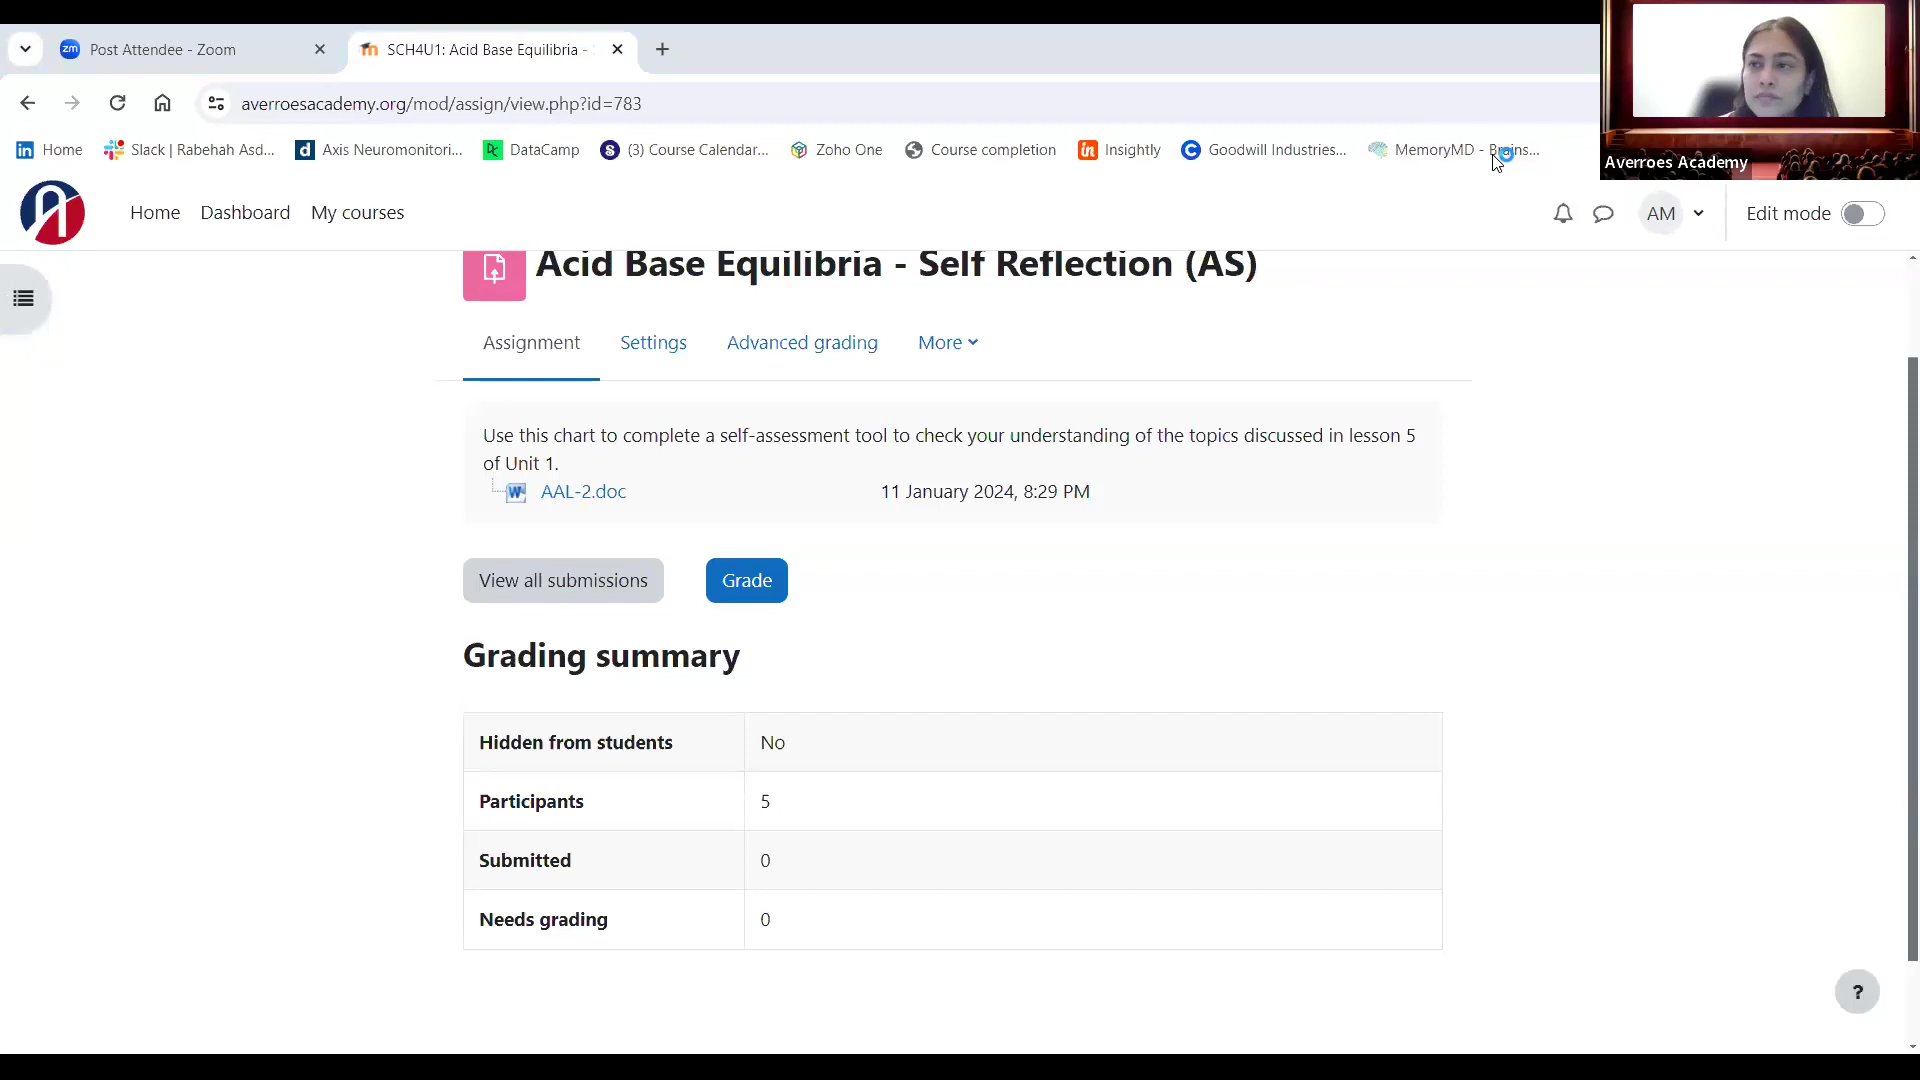 Post Attendee - Zoom
SCH4U1: Acid Base Equilibria -
averroesacademy.org/mod/assign/view.php?id=783
Home
Slack | Rabehah Asd...
Axis Neuromonitori...
DataCamp
(3) Course Calendar...
Zoho One
Course completion
Insightly
Goodwill Industries...
MemoryMD - Brains...
Averroes Academy
Home
Dashboard
My courses
AM
Edit mode
Acid Base Equilibria - Self Reflection (AS)
Assignment
Settings
Advanced grading
More
Use this chart to complete a self-assessment tool to check your understanding of the topics discussed in lesson 5
of Unit 1.
AAL-2.doc 11 January 2024, 8:29 PM
View all submissions
Grade
Grading summary
Hidden from students No
Participants 5
Submitted 0
Needs grading 0
?